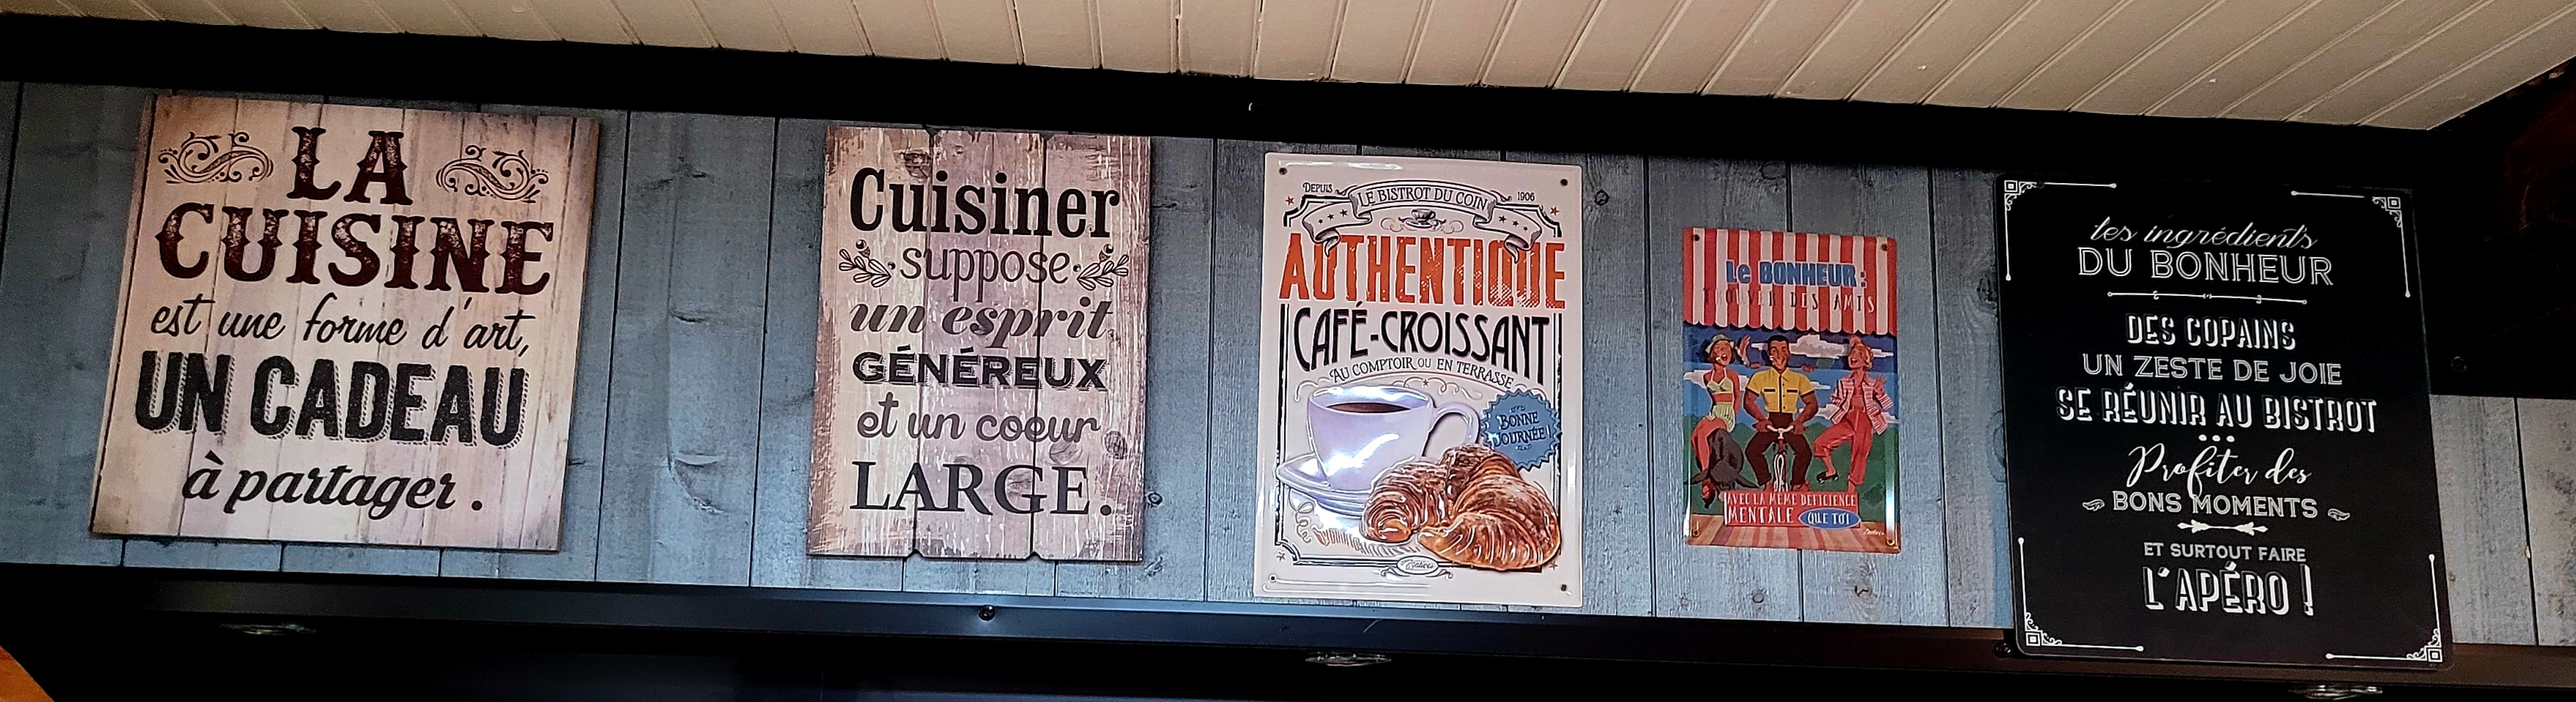 LA
CUISINE
est une forme d'art,
UN CADEAU
à partager.
Cuisiner
suppose
un esprit
GÉNÉREUX
et un coeur
LARGE.
DEPUIS LE BISTROT DU COIN 1906
AUTHENTIQUE
CAFÉ-CROISSANT
AU COMPTOIR OU EN TERRASSE
BONNE
JOURNÉE!
Le BONHEUR:
TROUVER DES AMIS
AVEC LA MÊME DÉFICIENCE
MENTALE QUE TOI
les ingrédients
DU BONHEUR
DES COPAINS
UN ZESTE DE JOIE
SE RÉUNIR AU BISTROT
...
Profiter des
BONS MOMENTS
ET SURTOUT FAIRE
L'APÉRO!